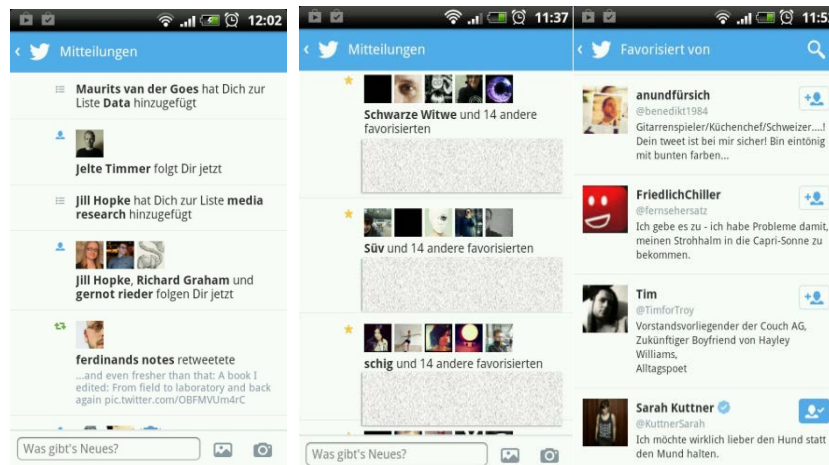 12:02
Mitteilungen
Maurits van der Goes hat Dich zur
Liste Data hinzugefügt
Jelte Timmer folgt Dir jetzt
Jill Hopke hat Dich zur Liste media
research hinzugefügt
Jill Hopke, Richard Graham und
gernot rieder folgen Dir jetzt
ferdinands notes retweetete
...and even fresher than that: A book I
edited: From field to laboratory and back
again pic.twitter.com/OBFMVUm4rC
Was gibt's Neues?
11:37
Mitteilungen
Schwarze Witwe und 14 andere
favorisierten
Süv und 14 andere favorisierten
schig und 14 andere favorisierten
Was gibt's Neues?
11:5
Favorisiert von
anundfürsich
@benedikt1984
Gitarrenspieler/Küchenchef/Schweizer....!
Dein tweet ist bei mir sicher! Bin eintönig
mit bunten farben...
FriedlichChiller
@fernsehersatz
Ich gebe es zu - ich habe Probleme damit,
meinen Strohhalm in die Capri-Sonne zu
bekommen.
Tim
@TimforTroy
Vorstandsvorliegender der Couch AG,
Zukünftiger Boyfriend von Hayley
Williams,
Alltagspoet
Sarah Kuttner
@KuttnerSarah
Ich möchte wirklich lieber den Hund statt
den Mund halten.